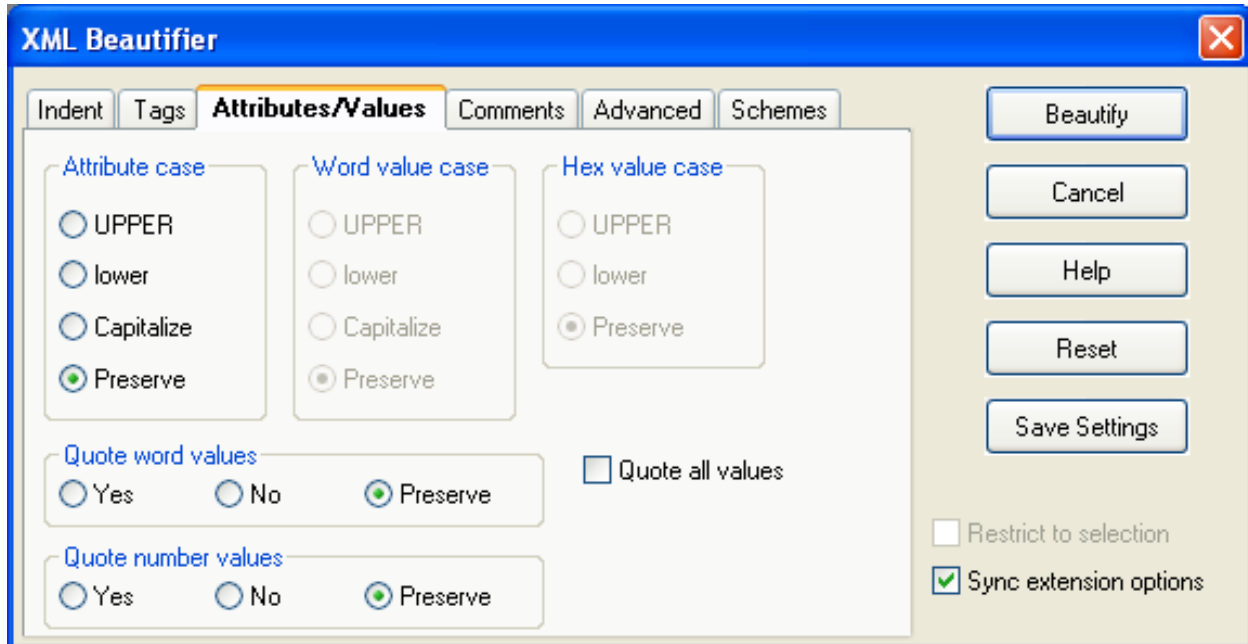 XML Beautifier
Indent Tags Attributes/Values Comments Advanced Schemes
Attribute case
UPPER
lower
Capitalize
Preserve
Word value case
UPPER
lower
Capitalize
Preserve
Hex value case
UPPER
lower
Preserve
Quote word values
Yes No Preserve
Quote all values
Quote number values
Yes No Preserve
Beautify
Cancel
Help
Reset
Save Settings
Restrict to selection
Sync extension options